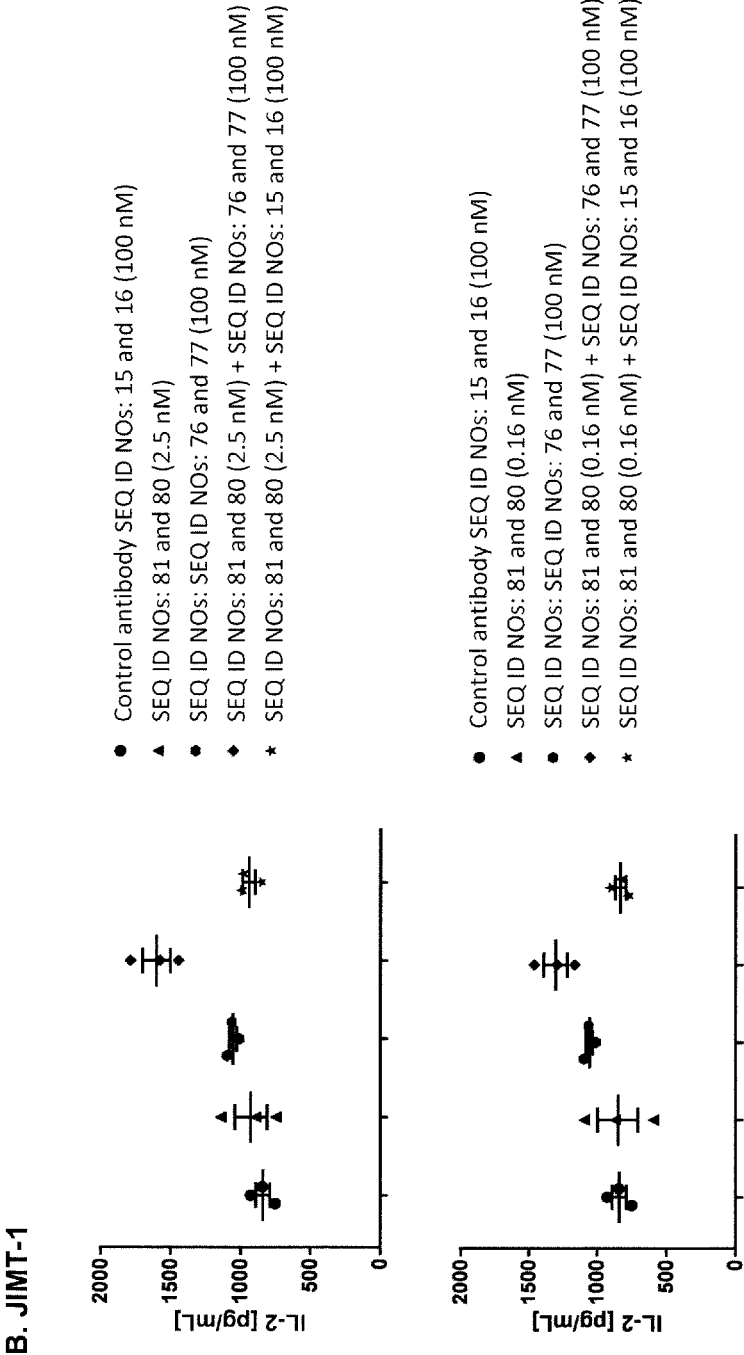 B. JIMT-1
IL-2 [pg/mL]
2000
1500
1000
500
0
Control antibody SEQ ID NOs: 15 and 16 (100 nM)
SEQ ID NOs: 81 and 80 (2.5 nM)
SEQ ID NOs: SEQ ID NOs: 76 and 77 (100 nM)
SEQ ID NOs: 81 and 80 (2.5 nM) + SEQ ID NOs: 76 and 77 (100 nM)
SEQ ID NOs: 81 and 80 (2.5 nM) + SEQ ID NOs: 15 and 16 (100 nM)
IL-2 [pg/mL]
2000
1500
1000
500
0
Control antibody SEQ ID NOs: 15 and 16 (100 nM)
SEQ ID NOs: 81 and 80 (0.16 nM)
SEQ ID NOs: SEQ ID NOs: 76 and 77 (100 nM)
SEQ ID NOs: 81 and 80 (0.16 nM) + SEQ ID NOs: 76 and 77 (100 nM)
SEQ ID NOs: 81 and 80 (0.16 nM) + SEQ ID NOs: 15 and 16 (100 nM)